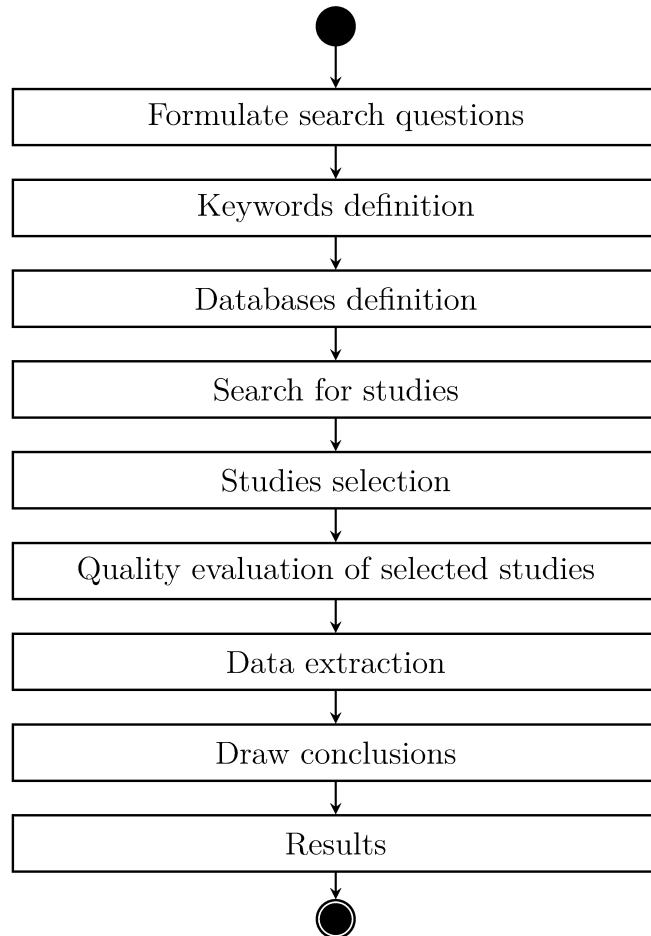 Formulate search questions
Keywords definition
Databases definition
Search for studies
Studies selection
Quality evaluation of selected studies
Data extraction
Draw conclusions
Results